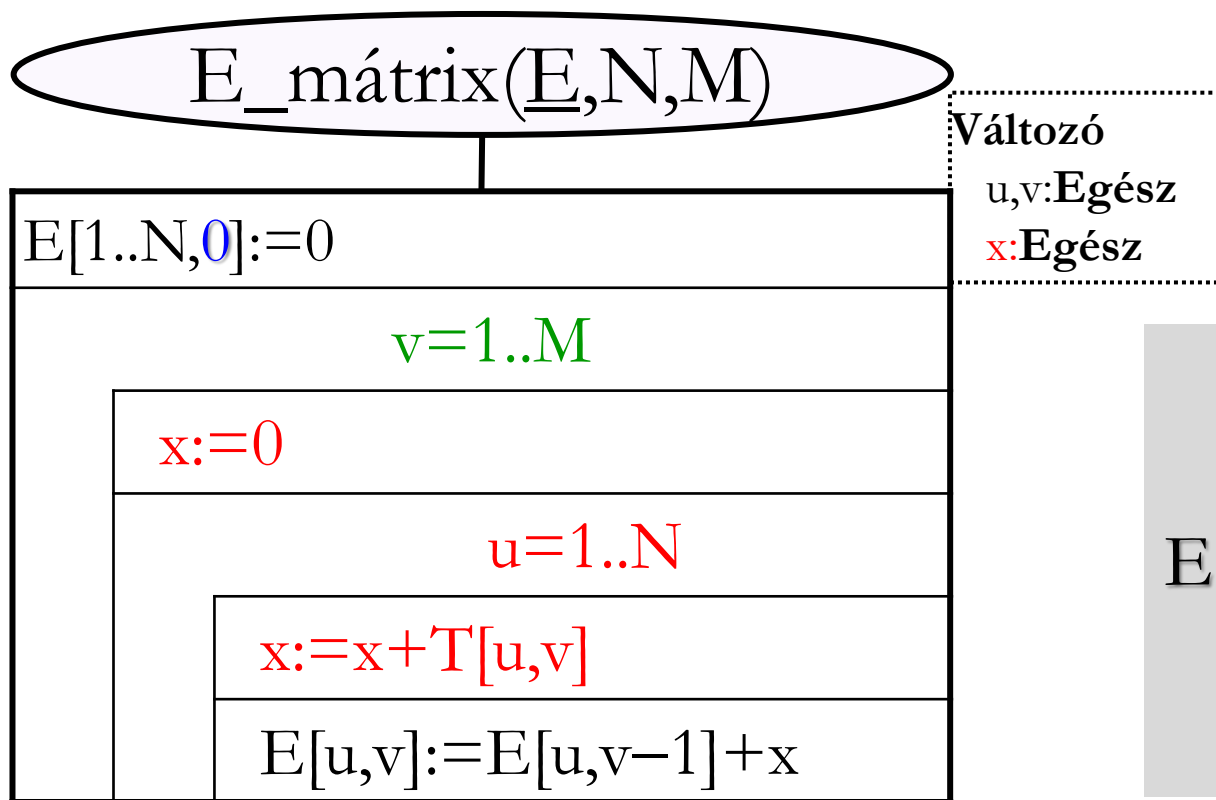 E_mátrix(E,N,M)
Változó
u,v:Egész
x:Egész
E[1..N,0]:=0
v=1..M
x:=0
u=1..N
x:=x+T[u,v]
E[u,v]:=E[u,v–1]+x
E